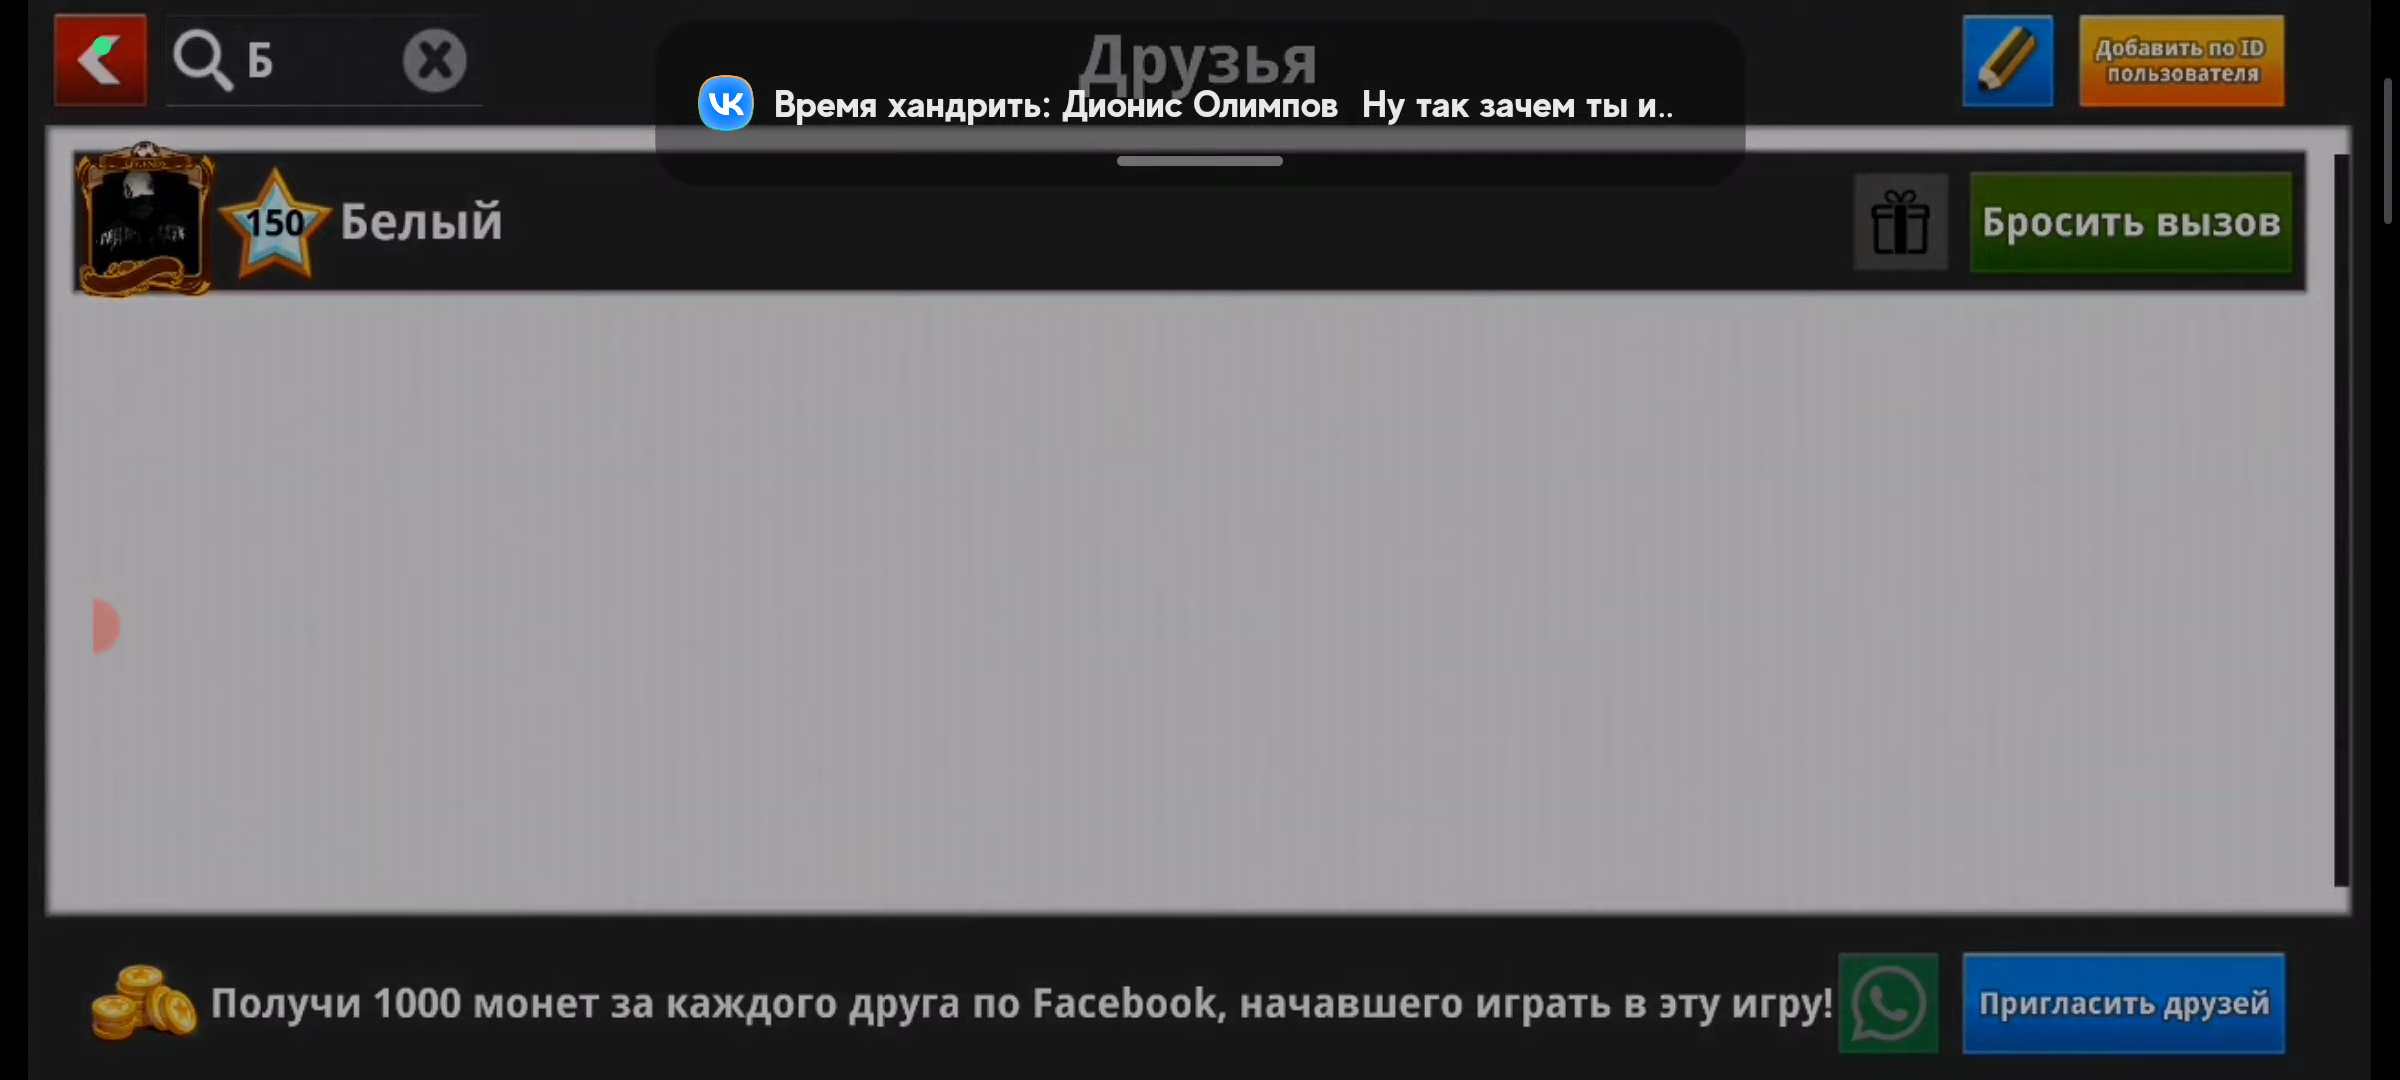 Б
Друзья
Добавить по ID
пользователя
Время хандрить: Дионис Олимпов Ну так зачем ты и..
150
Белый
Бросить вызов
Получи 1000 монет за каждого друга по Facebook, начавшего играть в эту игру!
Пригласить друзей